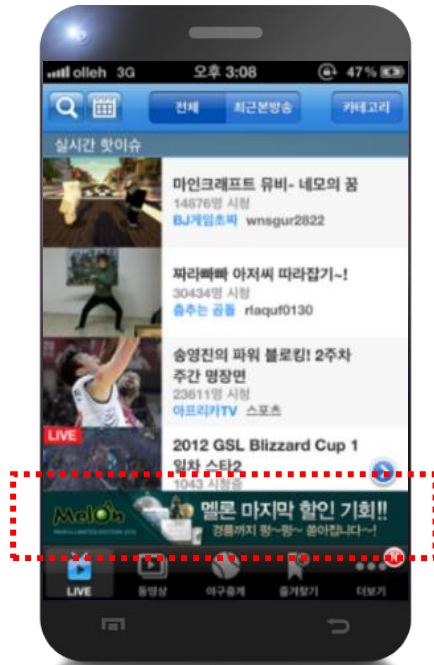 olleh 3G 오후 3:08 47%
전체 최근본방송 카테고리
실시간 핫이슈
마인크래프트 뮤비- 네모의 꿈
14876명 시청
BJ게임초짜 wnsgur2822
짜라빠빠 아저씨 따라잡기~!
30434명 시청
춤추는 곰돌 rlaquf0130
송영진의 파워 블로킹! 2주차
주간 명장면
23611명 시청
아프리카TV 스포츠
LIVE
2012 GSL Blizzard Cup 1
일차 스타2
1043 시청중
Melon
멜론 마지막 할인 기회!!
경품까지 펑~펑~ 쏟아집니다~!
N
LIVE 동영상 야구중계 즐겨찾기 더보기